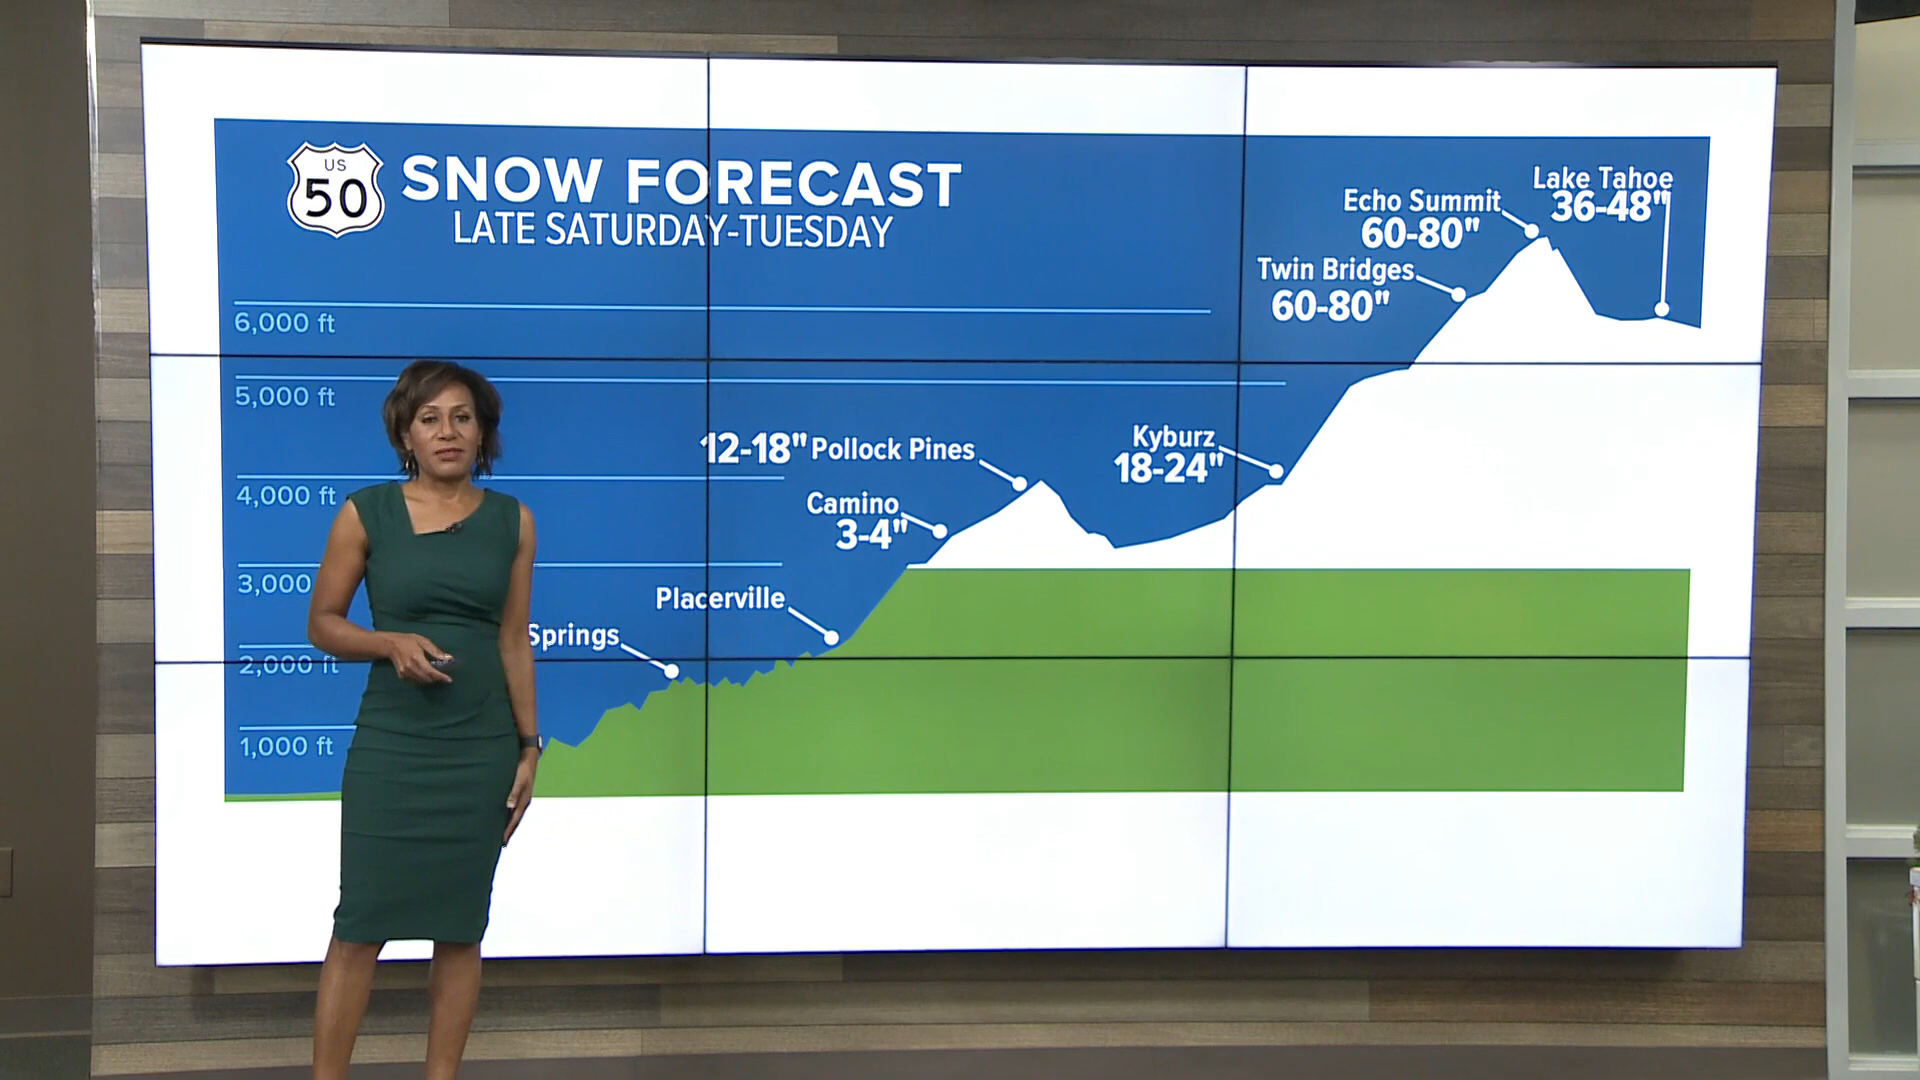 US
50
SNOW FORECAST
LATE SATURDAY-TUESDAY
Lake Tahoe
36-48"
Echo Summit
60-80"
Twin Bridges
60-80"
6,000 ft
5,000 ft
12-18" Pollock Pines
Kyburz
18-24"
4,000 ft
Camino
3-4"
3,000
Placerville
Springs
2,000 ft
1,000 ft